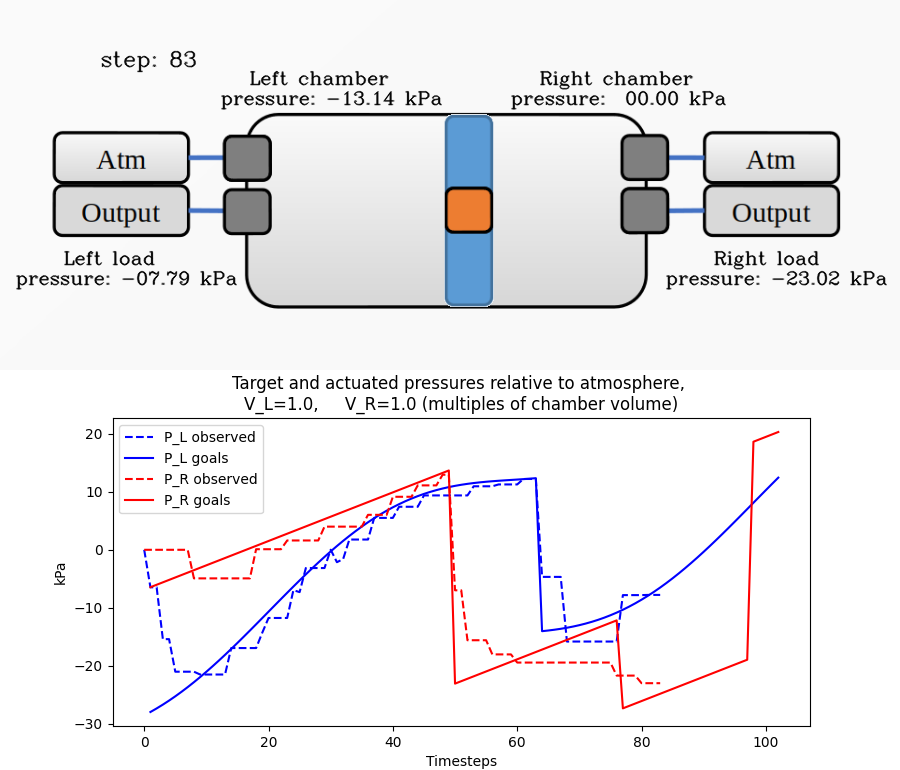 step: 83
Left chamber
pressure: −13.14 kPa
Right chamber
pressure:  00.00 kPa
Atm
Output
Atm
Output
Left load
pressure: −07.79 kPa
Right load
pressure: −23.02 kPa
Target and actuated pressures relative to atmosphere,
V_L=1.0,     V_R=1.0 (multiples of chamber volume)
P_L observed
P_L goals
P_R observed
P_R goals
kPa
20
10
0
−10
−20
−30
0 20 40 60 80 100
Timesteps